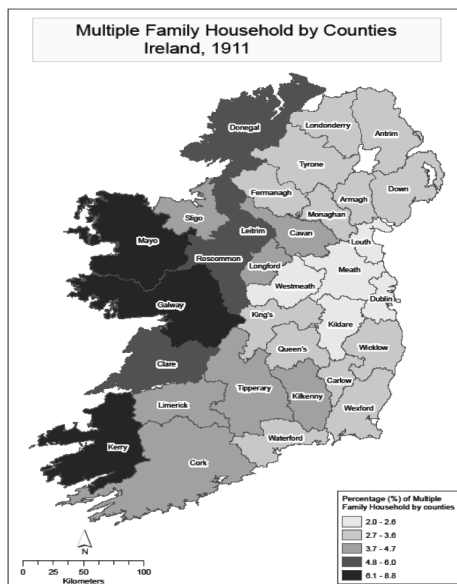 Multiple Family Household by Counties
Ireland, 1911
Donegal
Londonderry
Antrim
Tyrone
Fermanagh
Down
Armagh
Monaghan
Sligo
Leitrim
Cavan
Louth
Mayo
Roscommon
Longford
Meath
Westmeath
Dublin
Galway
King's
Kildare
Queen's
Wicklow
Clare
Carlow
Tipperary
Kilkenny
Limerick
Wexford
Waterford
Kerry
Cork
N
0 50 100
Kilometers
Percentage (%) of Multiple
Family Household by counties
2.0 - 2.6
2.7 - 3.6
3.7 - 4.7
4.8 - 6.0
6.1 - 8.8